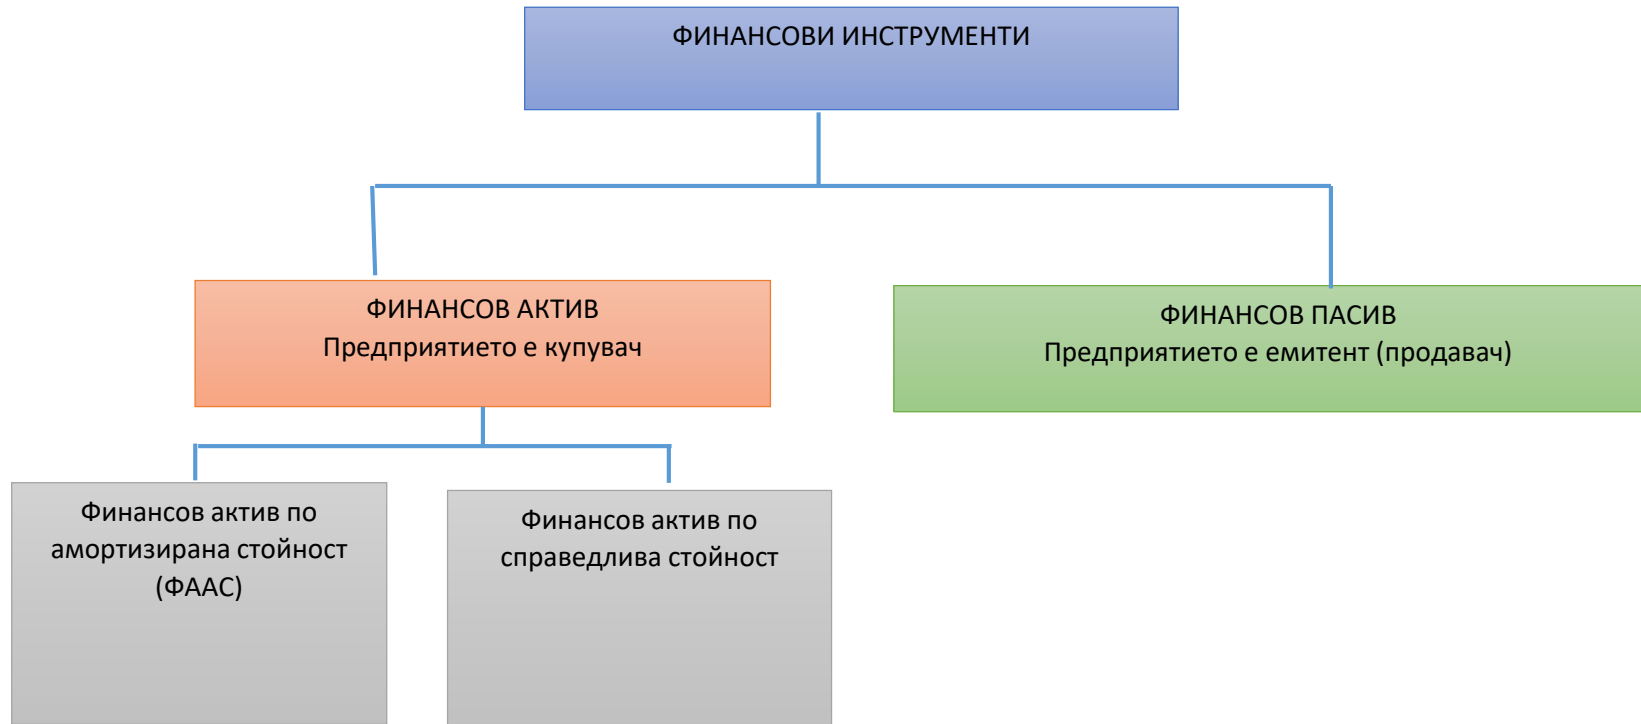 ФИНАНСОВИ ИНСТРУМЕНТИ
ФИНАНСОВ АКТИВ
Предприятието е купувач
ФИНАНСОВ ПАСИВ
Предприятието е емитент (продавач)
Финансов актив по
амортизирана стойност
(ФААС)
Финансов актив по
справедлива стойност